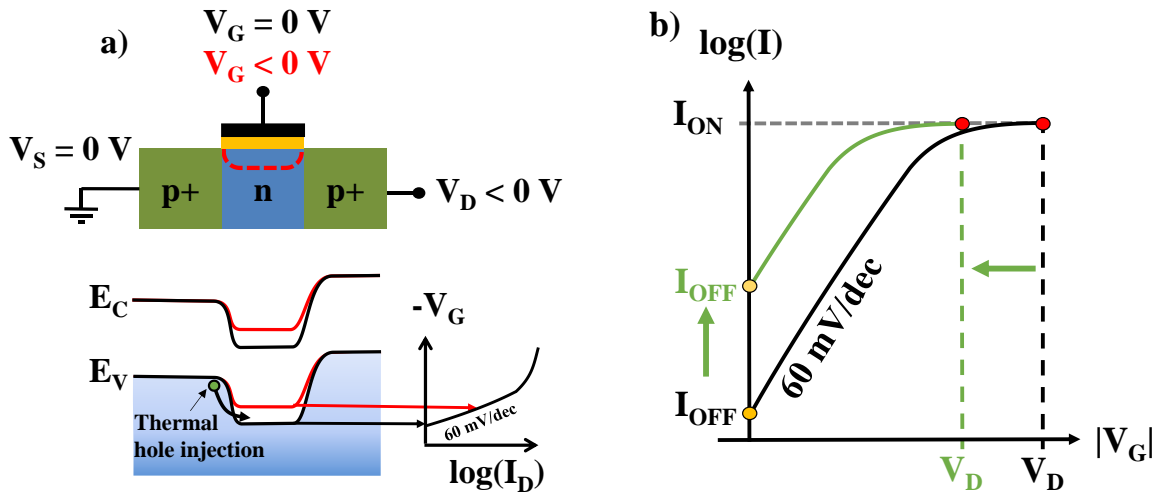 a)
V_G = 0 V
V_G < 0 V
V_S = 0 V
p+
n
p+
V_D < 0 V
E_C
E_V
Thermal
hole injection
-V_G
60 mV/dec
log(I_D)
b)
log(I)
I_ON
I_OFF
I_OFF
60 mV/dec
V_D
V_D
|V_G|